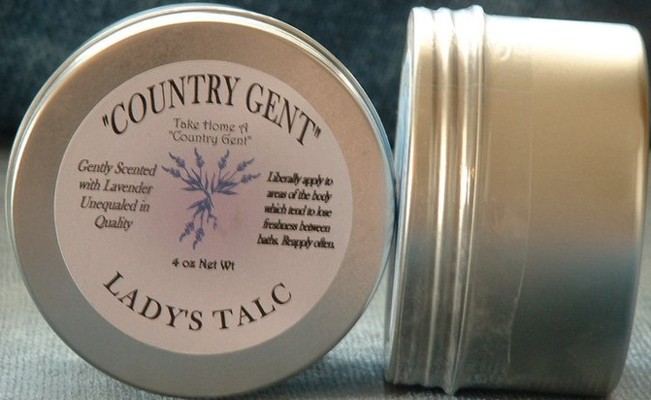 "COUNTRY GENT"
Take Home A
"Country Gent"
Gently Scented
with Lavender
Unequaled in
Quality
Liberally apply to
areas of the body
which tend to lose
freshness between
baths. Reapply often.
4 oz Net Wt
LADY'S TALC